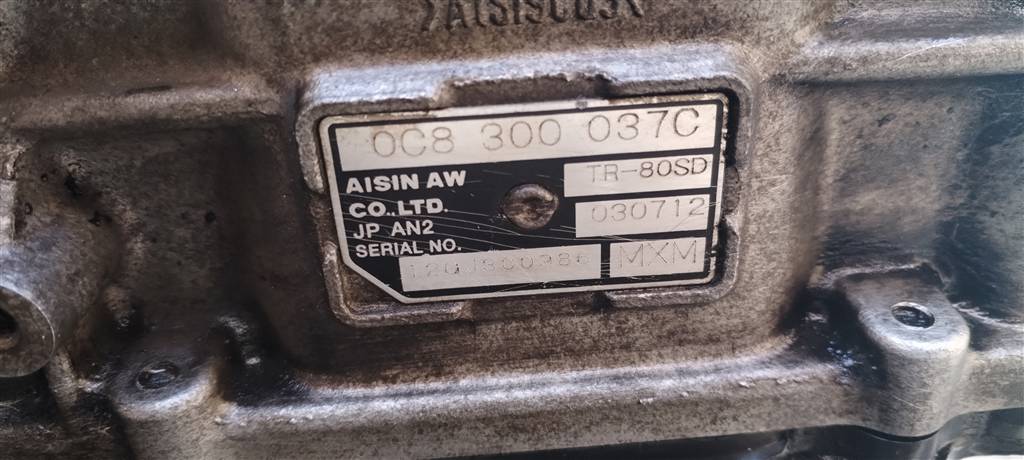 0C8 300 037C
AISIN AW
TR-80SD
CO.,LTD.
030712
JP AN2
SERIAL NO.
MXM